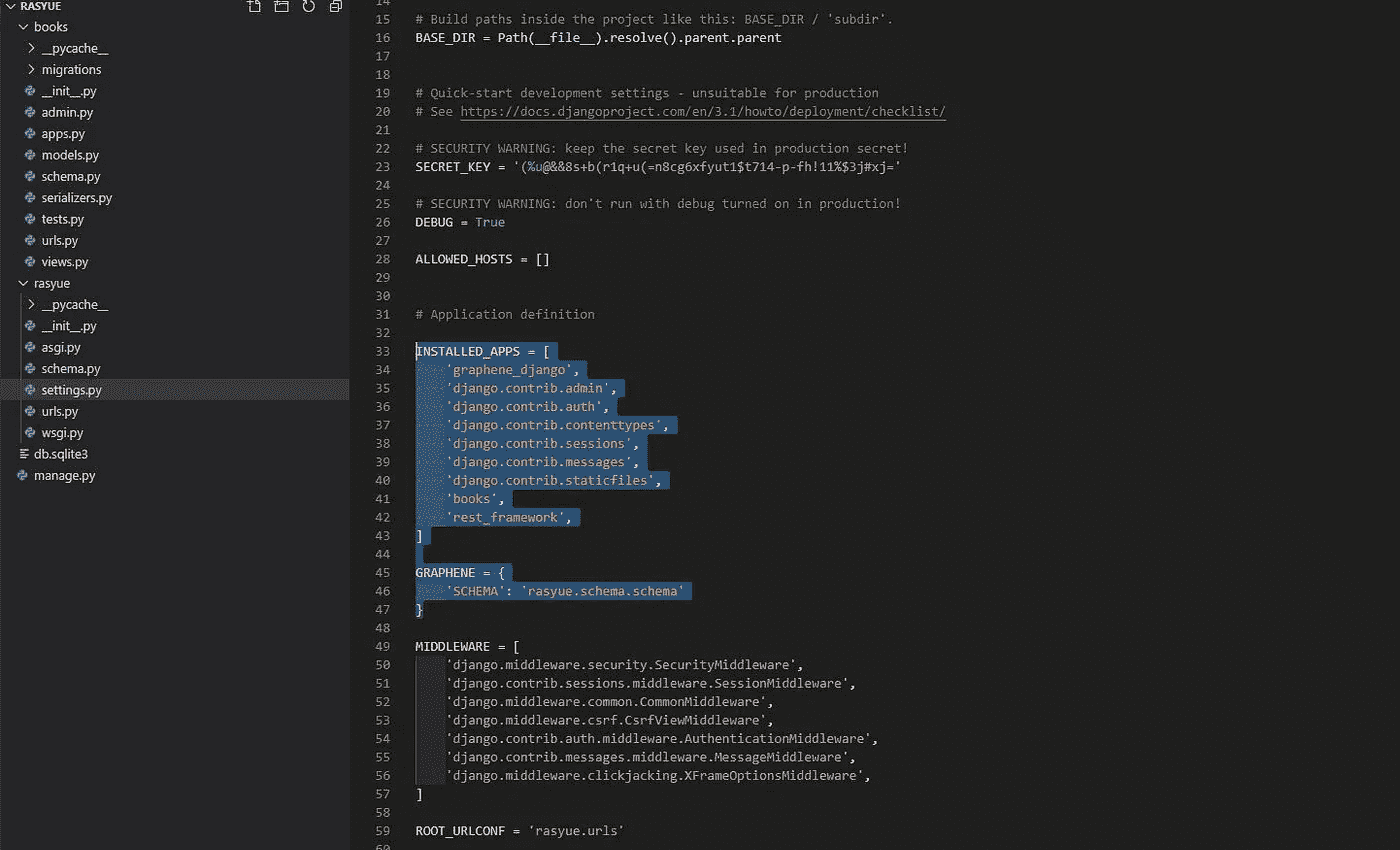 RASYUE
books
__pycache__
migrations
__init__.py
admin.py
apps.py
models.py
schema.py
serializers.py
tests.py
urls.py
views.py
rasyue
__pycache__
__init__.py
asgi.py
schema.py
settings.py
urls.py
wsgi.py
db.sqlite3
manage.py
14
15 # Build paths inside the project like this: BASE_DIR / 'subdir'.
16 BASE_DIR = Path(__file__).resolve().parent.parent
17
18
19 # Quick-start development settings - unsuitable for production
20 # See https://docs.djangoproject.com/en/3.1/howto/deployment/checklist/
21
22 # SECURITY WARNING: keep the secret key used in production secret!
23 SECRET_KEY = '(%u@&&8s+b(r1q+u(=n8cg6xfyut1$t714-p-fh!11%$3j#xj='
24
25 # SECURITY WARNING: don't run with debug turned on in production!
26 DEBUG = True
27
28 ALLOWED_HOSTS = []
29
30
31 # Application definition
32
33 INSTALLED_APPS = [
34     'graphene_django',
35     'django.contrib.admin',
36     'django.contrib.auth',
37     'django.contrib.contenttypes',
38     'django.contrib.sessions',
39     'django.contrib.messages',
40     'django.contrib.staticfiles',
41     'books',
42     'rest_framework',
43 ]
44
45 GRAPHENE = {
46     'SCHEMA': 'rasyue.schema.schema'
47 }
48
49 MIDDLEWARE = [
50     'django.middleware.security.SecurityMiddleware',
51     'django.contrib.sessions.middleware.SessionMiddleware',
52     'django.middleware.common.CommonMiddleware',
53     'django.middleware.csrf.CsrfViewMiddleware',
54     'django.contrib.auth.middleware.AuthenticationMiddleware',
55     'django.contrib.messages.middleware.MessageMiddleware',
56     'django.middleware.clickjacking.XFrameOptionsMiddleware',
57 ]
58
59 ROOT_URLCONF = 'rasyue.urls'
60